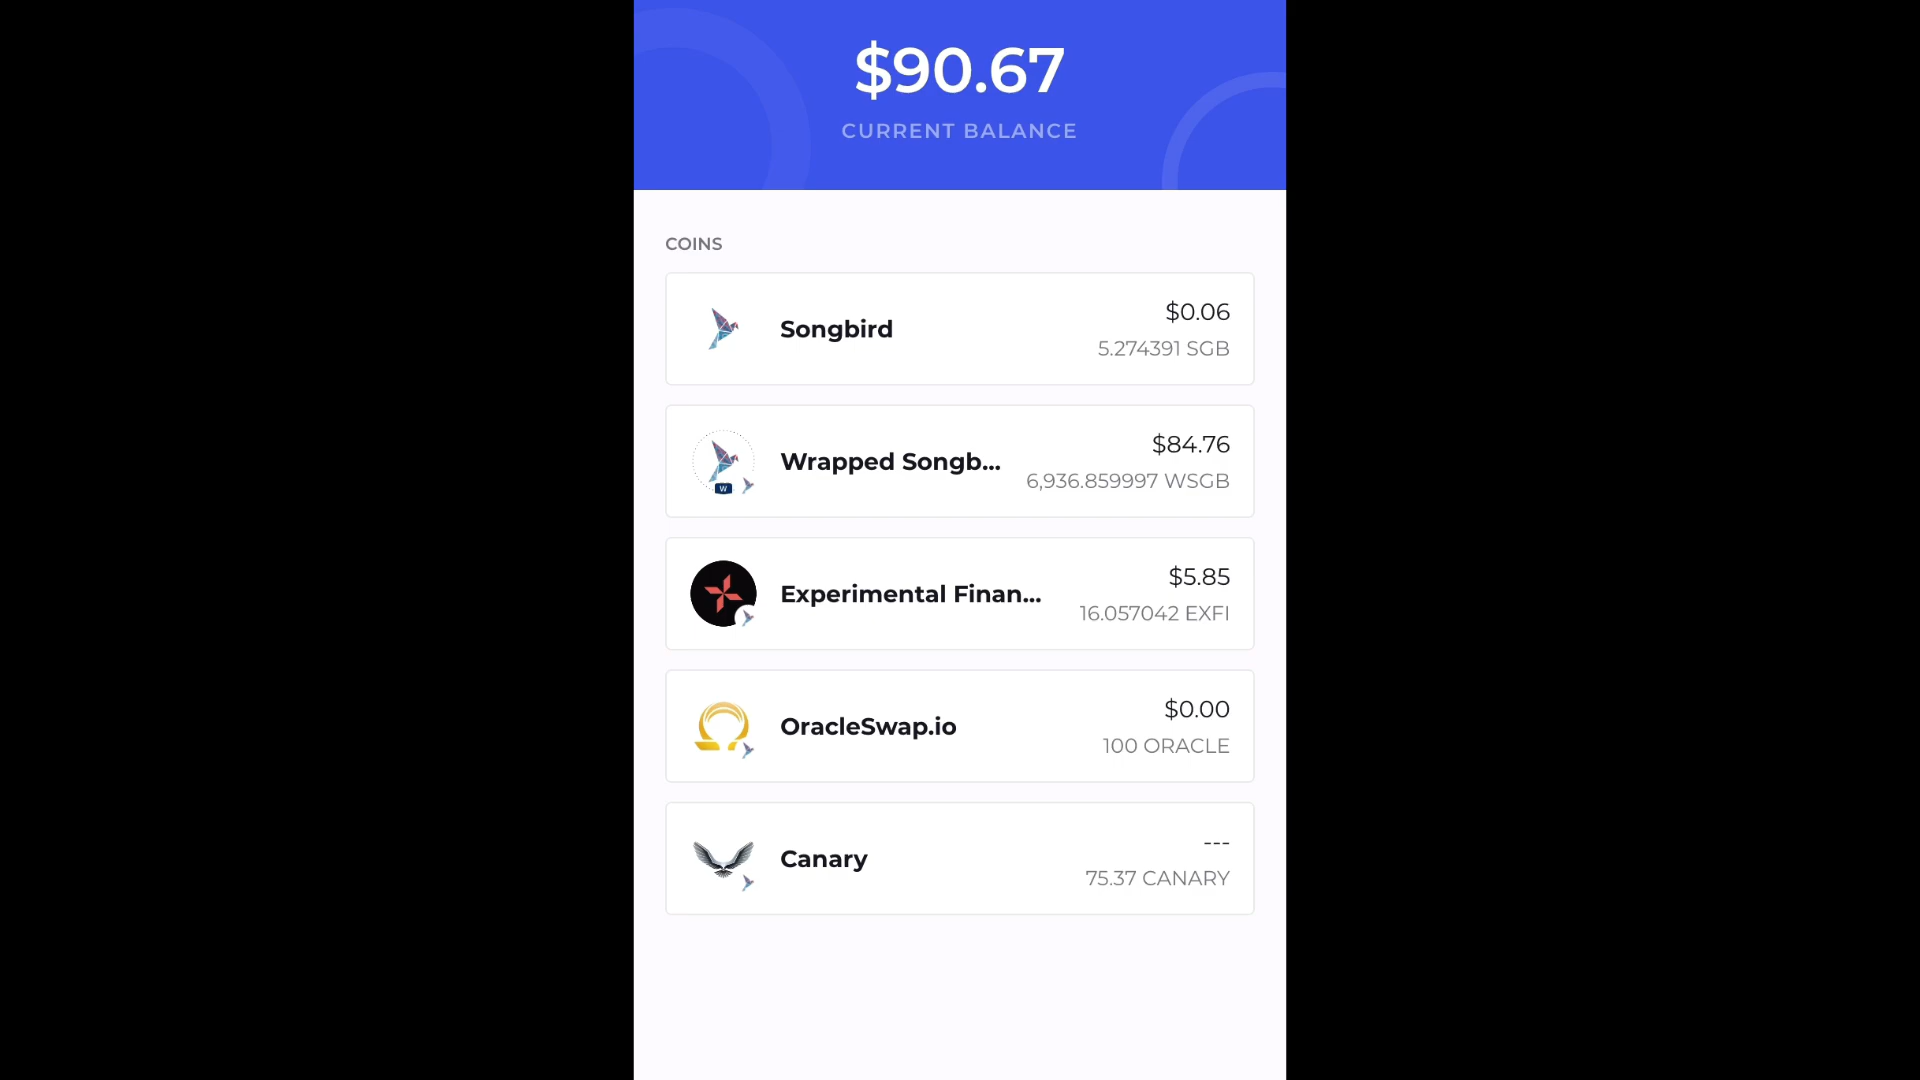 $90.67
CURRENT BALANCE
COINS
Songbird
$0.06
5.274391 SGB
Wrapped Songb...
$84.76
6,936.859997 WSGB
W
Experimental Finan...
$5.85
16.057042 EXFI
OracleSwap.io
$0.00
100 ORACLE
Canary
---
75.37 CANARY